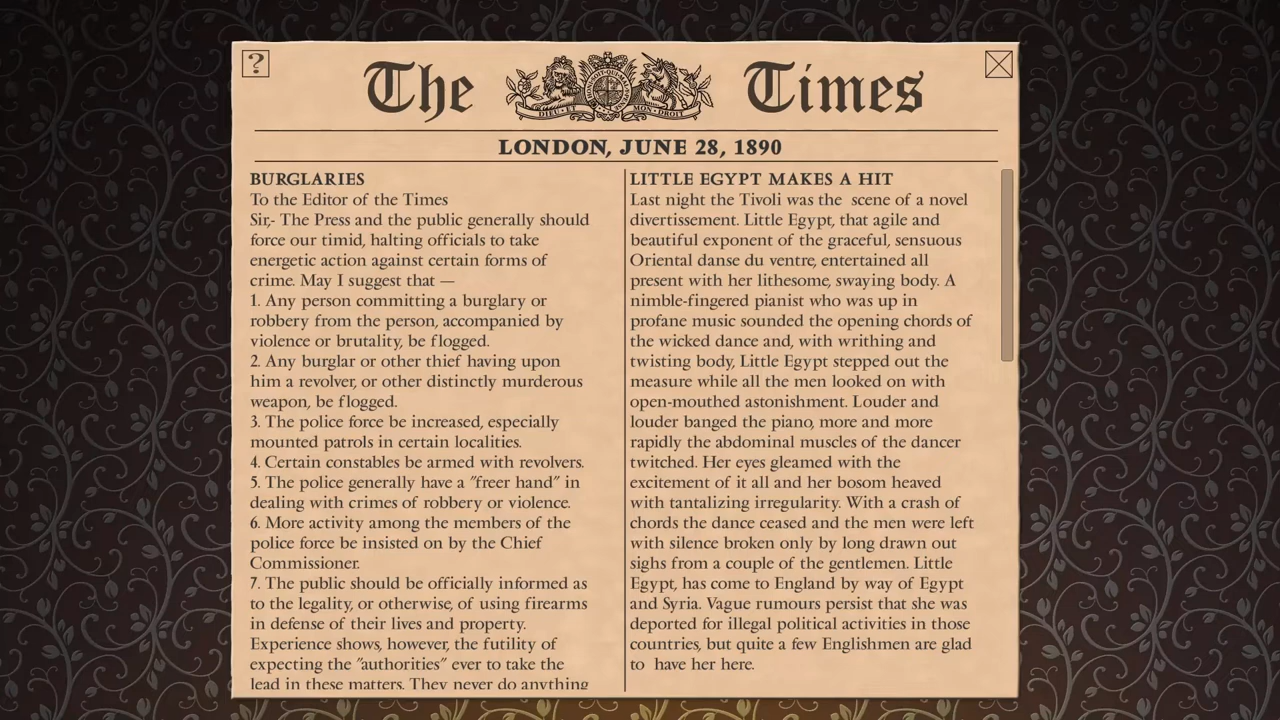 ?
The Times
DIEU · ET MON · DROIT
LONDON, JUNE 28, 1890
BURGLARIES
To the Editor of the Times
Sir,- The Press and the public generally should
force our timid, halting officials to take
energetic action against certain forms of
crime. May I suggest that —
1. Any person committing a burglary or
robbery from the person, accompanied by
violence or brutality, be flogged.
2. Any burglar or other thief having upon
him a revolver, or other distinctly murderous
weapon, be flogged.
3. The police force be increased, especially
mounted patrols in certain localities.
4. Certain constables be armed with revolvers.
5. The police generally have a "freer hand" in
dealing with crimes of robbery or violence.
6. More activity among the members of the
police force be insisted on by the Chief
Commissioner.
7. The public should be officially informed as
to the legality, or otherwise, of using firearms
in defense of their lives and property.
Experience shows, however, the futility of
expecting the "authorities" ever to take the
lead in these matters. They never do anything
LITTLE EGYPT MAKES A HIT
Last night the Tivoli was the scene of a novel
divertissement. Little Egypt, that agile and
beautiful exponent of the graceful, sensuous
Oriental danse du ventre, entertained all
present with her lithesome, swaying body. A
nimble-fingered pianist who was up in
profane music sounded the opening chords of
the wicked dance and, with writhing and
twisting body, Little Egypt stepped out the
measure while all the men looked on with
open-mouthed astonishment. Louder and
louder banged the piano, more and more
rapidly the abdominal muscles of the dancer
twitched. Her eyes gleamed with the
excitement of it all and her bosom heaved
with tantalizing irregularity. With a crash of
chords the dance ceased and the men were left
with silence broken only by long drawn out
sighs from a couple of the gentlemen. Little
Egypt, has come to England by way of Egypt
and Syria. Vague rumours persist that she was
deported for illegal political activities in those
countries, but quite a few Englishmen are glad
to have her here.